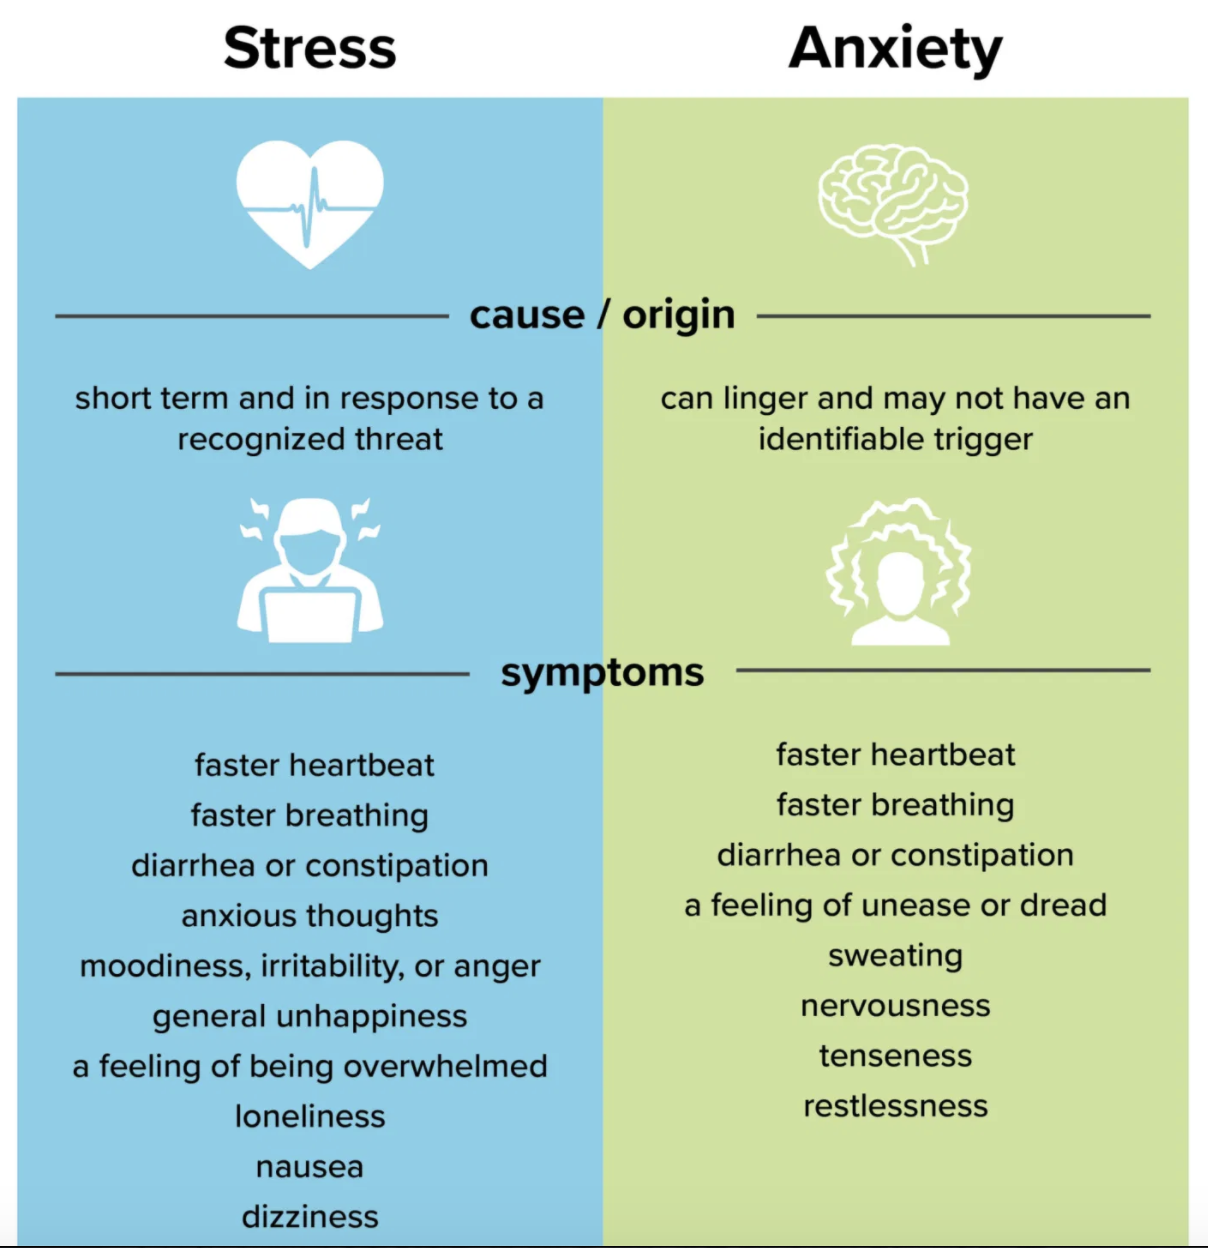 Stress
Anxiety
cause / origin
short term and in response to a
recognized threat
can linger and may not have an
identifiable trigger
symptoms
faster heartbeat
faster breathing
diarrhea or constipation
anxious thoughts
moodiness, irritability, or anger
general unhappiness
a feeling of being overwhelmed
loneliness
nausea
dizziness
faster heartbeat
faster breathing
diarrhea or constipation
a feeling of unease or dread
sweating
nervousness
tenseness
restlessness